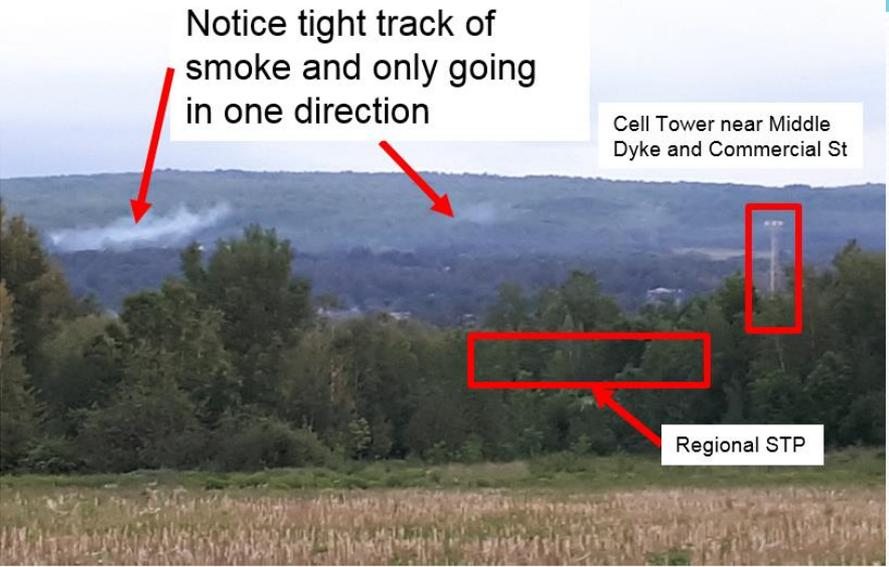 Notice tight track of
smoke and only going
in one direction
Cell Tower near Middle
Dyke and Commercial St
Regional STP